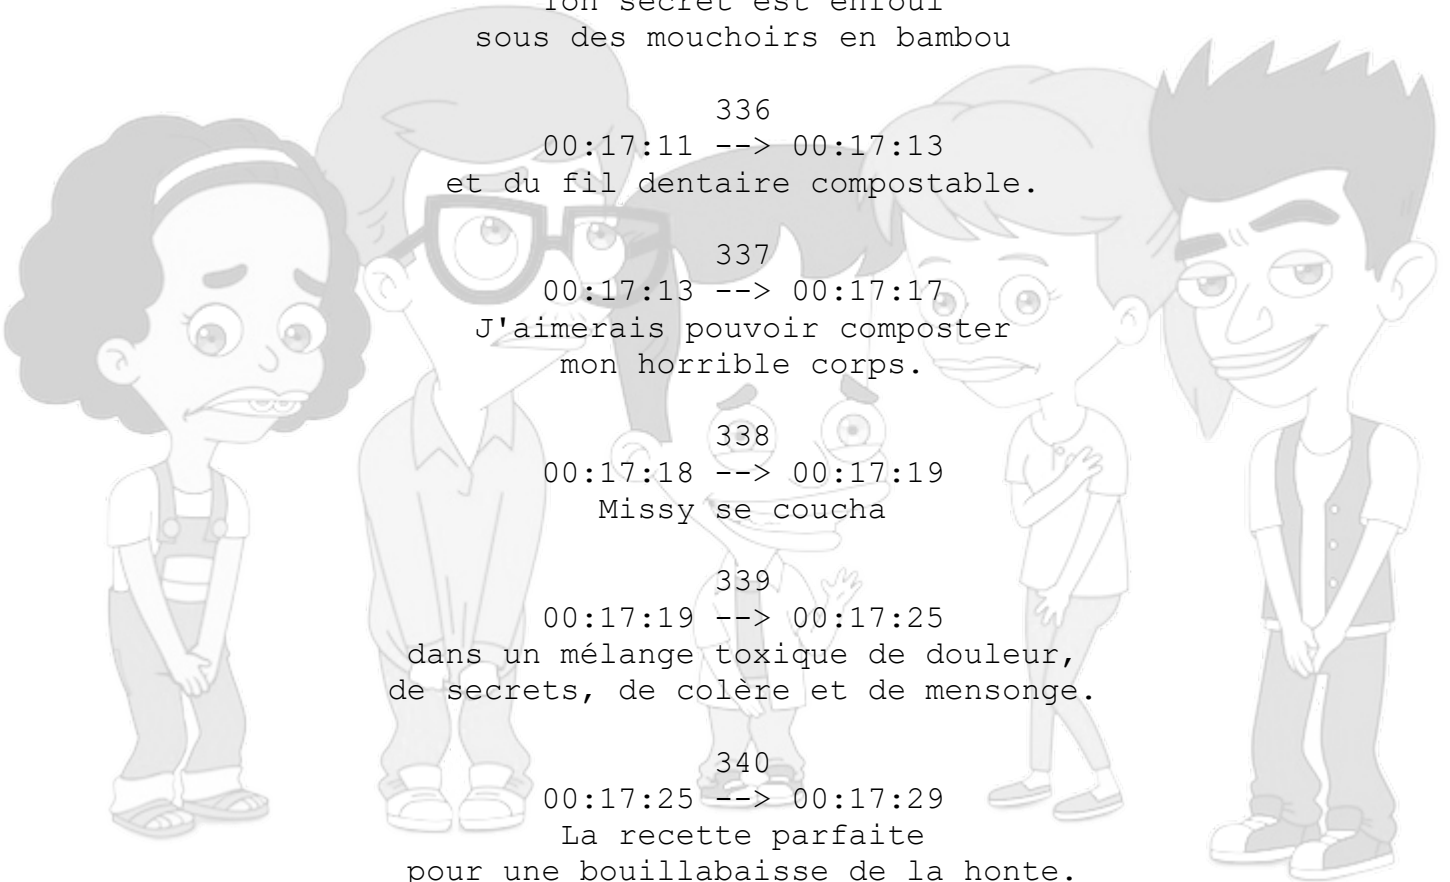 Ton secret est enfoui
sous des mouchoirs en bambou
336
00:17:11 --> 00:17:13
et du fil dentaire compostable.
337
00:17:13 --> 00:17:17
J'aimerais pouvoir composter
mon horrible corps.
338
00:17:18 --> 00:17:19
Missy se coucha
339
00:17:19 --> 00:17:25
dans un mélange toxique de douleur,
de secrets, de colère et de mensonge.
340
00:17:25 --> 00:17:29
La recette parfaite
pour une bouillabaisse de la honte.